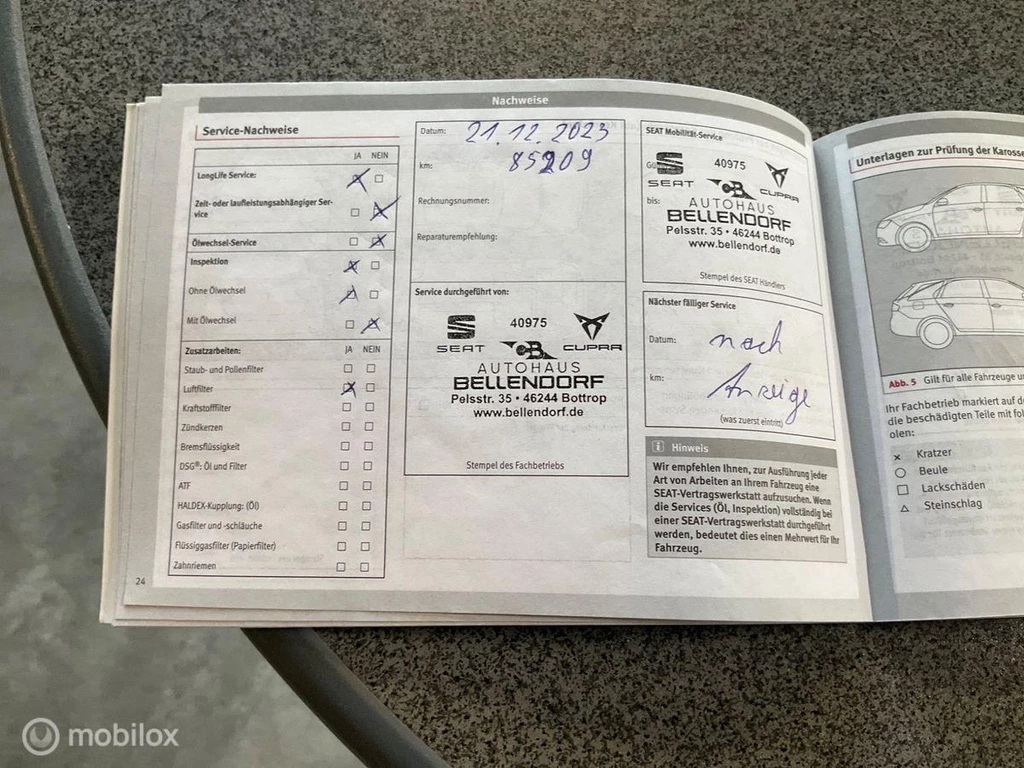 Nachweise
Service-Nachweise
JA NEIN
LongLife Service:
Zeit- oder laufleistungsabhängiger Ser-
vice
Ölwechsel-Service
Inspektion
Ohne Ölwechsel
Mit Ölwechsel
Zusatzarbeiten: JA NEIN
Staub- und Pollenfilter
Luftfilter
Kraftstofffilter
Zündkerzen
Bremsflüssigkeit
DSG®: Öl und Filter
ATF
HALDEX-Kupplung: (Öl)
Gasfilter und -schläuche
Flüssiggasfilter (Papierfilter)
Zahnriemen
24
Datum: 21.12.2023
km: 85209
Rechnungsnummer:
Reparaturempfehlung:
Service durchgeführt von:
40975
SEAT CUPRA
AUTOHAUS
BELLENDORF
Pelsstr. 35 • 46244 Bottrop
www.bellendorf.de
Stempel des Fachbetriebs
SEAT Mobilität-Service
40975
SEAT CUPRA
bis:
AUTOHAUS
BELLENDORF
Pelsstr. 35 • 46244 Bottrop
www.bellendorf.de
Stempel des SEAT Händlers
Nächster fälliger Service
Datum: nach
km: Anzeige
(was zuerst eintritt)
i Hinweis
Wir empfehlen Ihnen, zur Ausführung jeder
Art von Arbeiten an Ihrem Fahrzeug eine
SEAT-Vertragswerkstatt aufzusuchen. Wenn
die Services (Öl, Inspektion) vollständig bei
einer SEAT-Vertragswerkstatt durchgeführt
werden, bedeutet dies einen Mehrwert für Ihr
Fahrzeug.
Unterlagen zur Prüfung der Karosse
Abb. 5 Gilt für alle Fahrzeuge
Ihr Fachbetrieb markiert auf
die beschädigten Teile mit
olen:
× Kratzer
Beule
Lackschäden
Steinschlag
mobilox